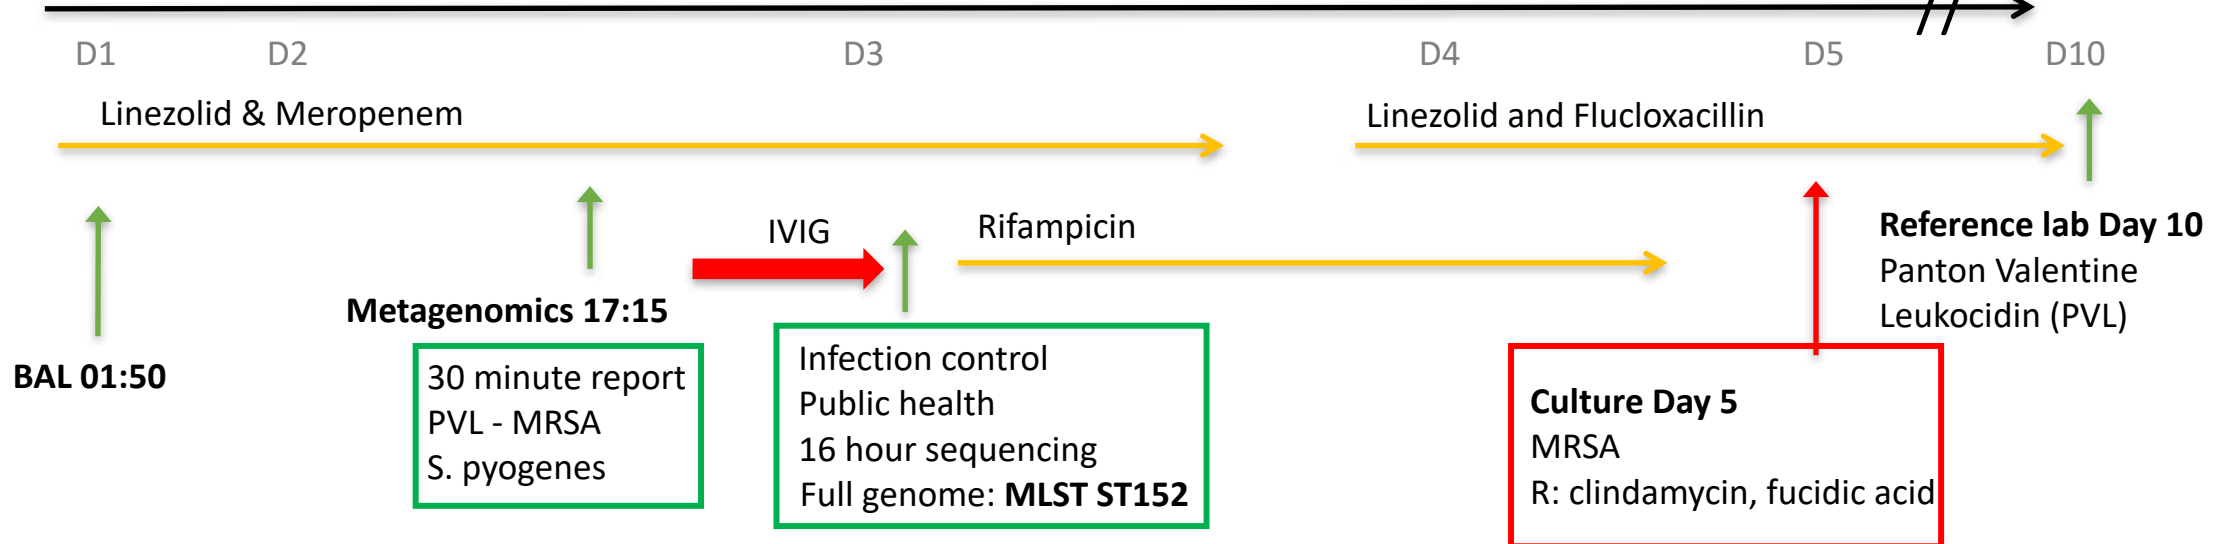 D1 D2 D3 D4 D5 D10
Linezolid & Meropenem
Linezolid and Flucloxacillin
IVIG
Rifampicin
BAL 01:50
Metagenomics 17:15
30 minute report
PVL - MRSA
S. pyogenes
Infection control
Public health
16 hour sequencing
Full genome: MLST ST152
Culture Day 5
MRSA
R: clindamycin, fucidic acid
Reference lab Day 10
Panton Valentine
Leukocidin (PVL)